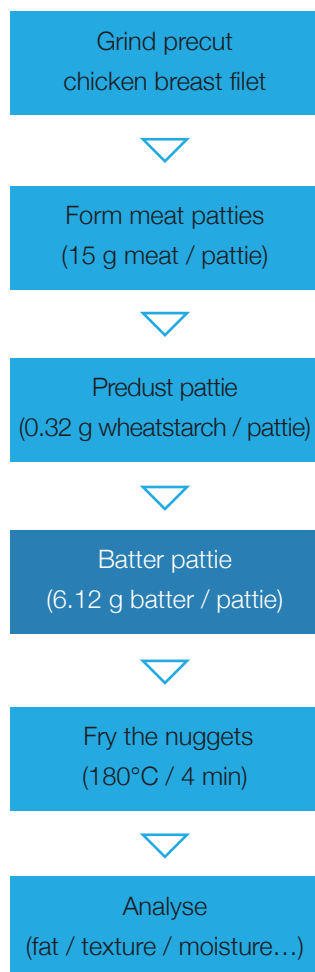 Grind precut
chicken breast filet
Form meat patties
(15 g meat / pattie)
Predust pattie
(0.32 g wheatstarch / pattie)
Batter pattie
(6.12 g batter / pattie)
Fry the nuggets
(180°C / 4 min)
Analyse
(fat / texture / moisture…)